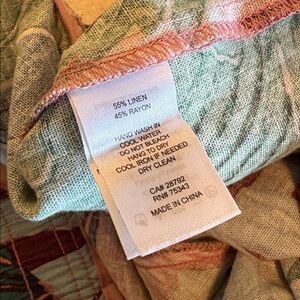 55% LINEN
45% RAYON
HAND WASH IN
COOL WATER
DO NOT BLEACH
HANG TO DRY
COOL IRON IF NEEDED
DRY CLEAN
CA# 28792
RN# 75343
MADE IN CHINA